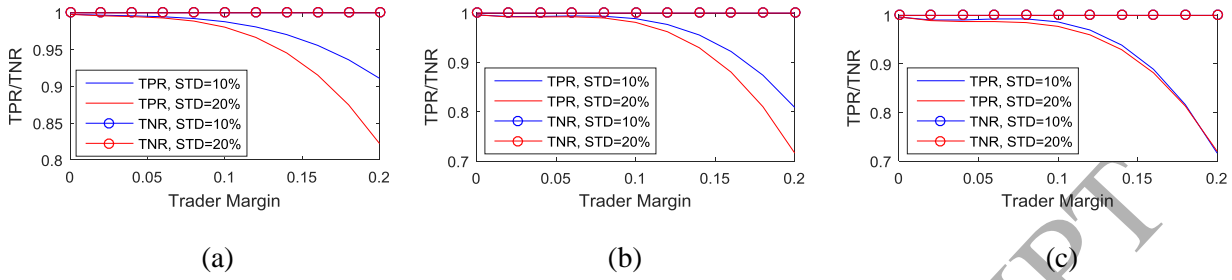 TPR/TNR
1
0.95
0.9
0.85
0.8
TPR, STD=10%
TPR, STD=20%
TNR, STD=10%
TNR, STD=20%
0 0.05 0.1 0.15 0.2
Trader Margin
(a)
TPR/TNR
1
0.9
0.8
0.7
TPR, STD=10%
TPR, STD=20%
TNR, STD=10%
TNR, STD=20%
0 0.05 0.1 0.15 0.2
Trader Margin
(b)
TPR/TNR
1
0.9
0.8
0.7
TPR, STD=10%
TPR, STD=20%
TNR, STD=10%
TNR, STD=20%
0 0.05 0.1 0.15 0.2
Trader Margin
(c)